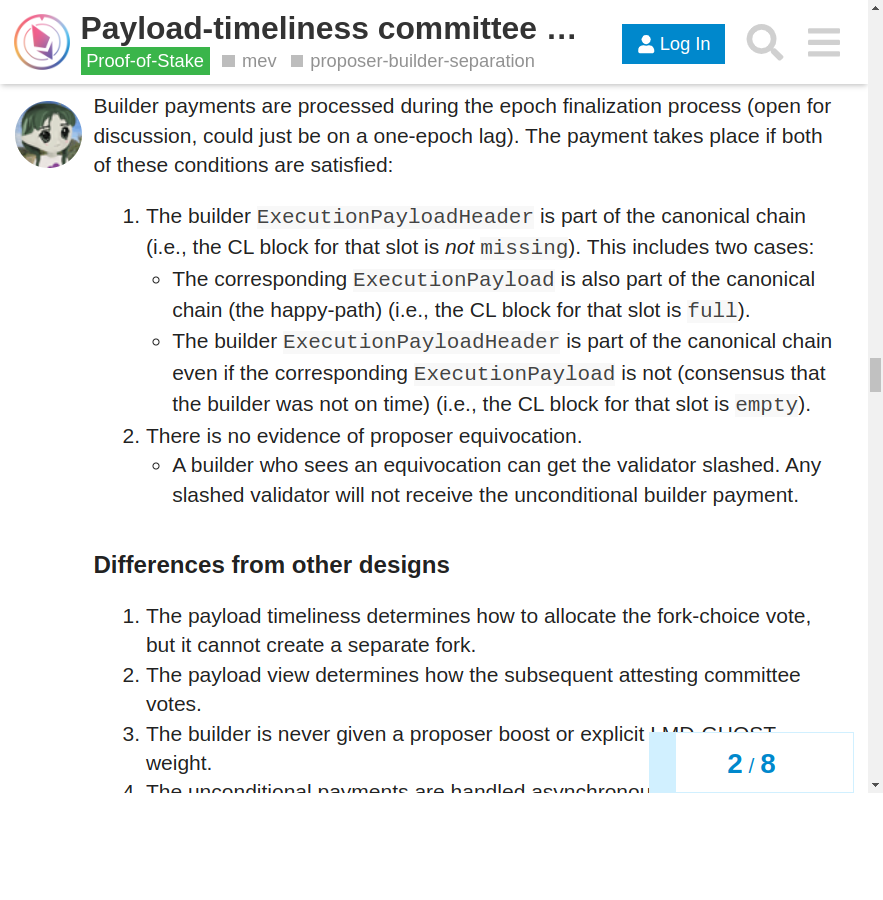 Payload-timeliness committee …
Proof-of-Stake mev proposer-builder-separation
Log In
Builder payments are processed during the epoch finalization process (open for
discussion, could just be on a one-epoch lag). The payment takes place if both
of these conditions are satisfied:
1. The builder ExecutionPayloadHeader is part of the canonical chain
(i.e., the CL block for that slot is not missing). This includes two cases:
◦ The corresponding ExecutionPayload is also part of the canonical
chain (the happy-path) (i.e., the CL block for that slot is full).
◦ The builder ExecutionPayloadHeader is part of the canonical chain
even if the corresponding ExecutionPayload is not (consensus that
the builder was not on time) (i.e., the CL block for that slot is empty).
2. There is no evidence of proposer equivocation.
◦ A builder who sees an equivocation can get the validator slashed. Any
slashed validator will not receive the unconditional builder payment.
Differences from other designs
1. The payload timeliness determines how to allocate the fork-choice vote,
but it cannot create a separate fork.
2. The payload view determines how the subsequent attesting committee
votes.
3. The builder is never given a proposer boost or explicit LMD-GHOST
weight.
4. The unconditional payments are handled
2 / 8